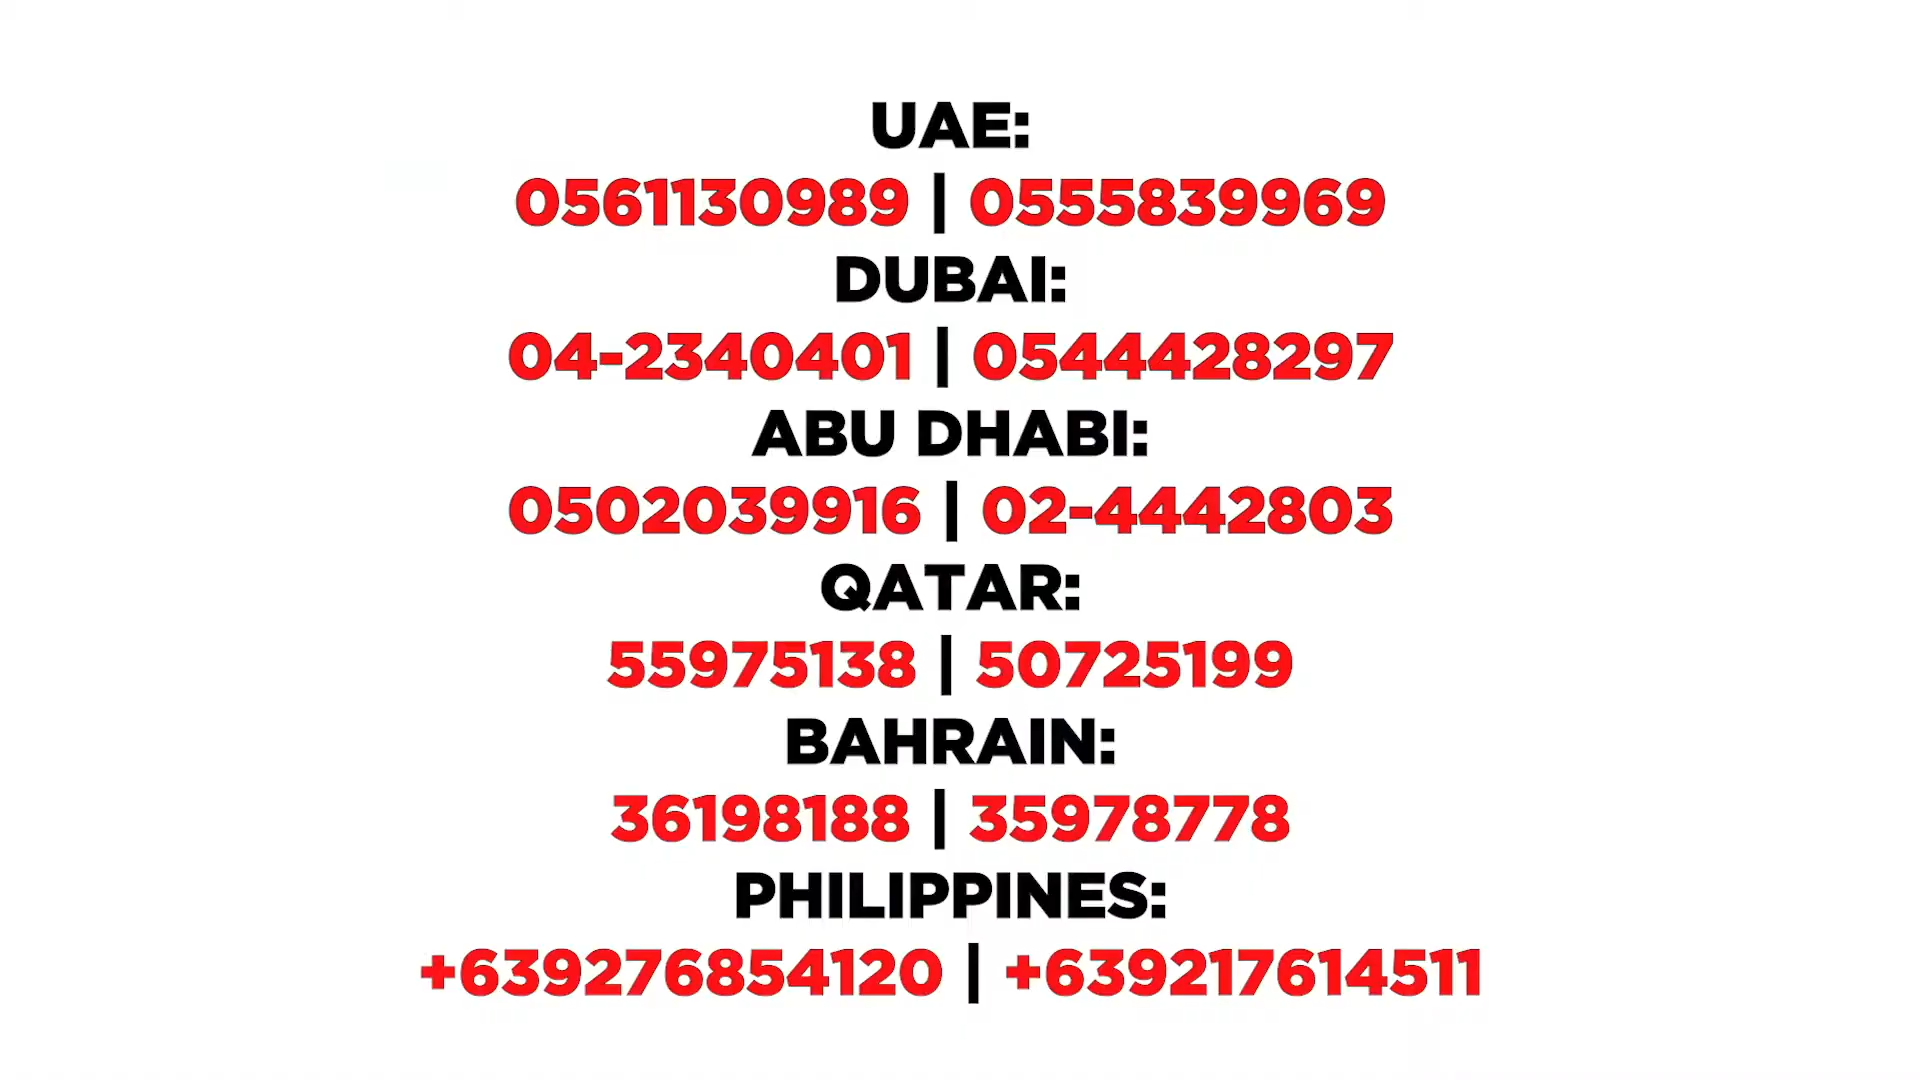 UAE:
0561130989 | 0555839969
DUBAI:
04-2340401 | 0544428297
ABU DHABI:
0502039916 | 02-4442803
QATAR:
55975138 | 50725199
BAHRAIN:
36198188 | 35978778
PHILIPPINES:
+639276854120 | +639217614511